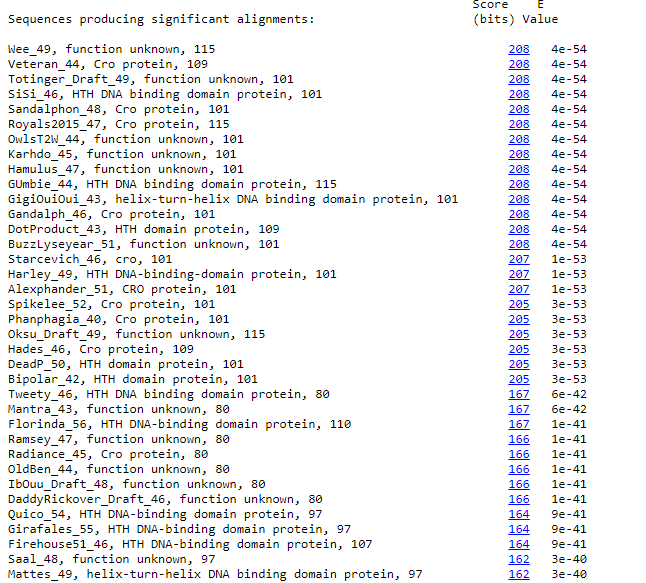 Score E
Sequences producing significant alignments: (bits) Value
Wee_49, function unknown, 115 208 4e-54
Veteran_44, Cro protein, 109 208 4e-54
Totinger_Draft_49, function unknown, 101 208 4e-54
SiSi_46, HTH DNA binding domain protein, 101 208 4e-54
Sandalphon_48, Cro protein, 101 208 4e-54
Royals2015_47, Cro protein, 115 208 4e-54
OwlsT2W_44, function unknown, 101 208 4e-54
Karhdo_45, function unknown, 101 208 4e-54
Hamulus_47, function unknown, 101 208 4e-54
GUmbie_44, HTH DNA binding domain protein, 115 208 4e-54
GigiOuiOui_43, helix-turn-helix DNA binding domain protein, 101 208 4e-54
Gandalph_46, Cro protein, 101 208 4e-54
DotProduct_43, HTH domain protein, 109 208 4e-54
BuzzLyseyear_51, function unknown, 101 208 4e-54
Starcevich_46, cro, 101 207 1e-53
Harley_49, HTH DNA-binding-domain protein, 101 207 1e-53
Alexphander_51, CRO protein, 101 207 1e-53
Spikelee_52, Cro protein, 101 205 3e-53
Phanphagia_40, Cro protein, 101 205 3e-53
Oksu_Draft_49, function unknown, 115 205 3e-53
Hades_46, Cro protein, 109 205 3e-53
DeadP_50, HTH domain protein, 101 205 3e-53
Bipolar_42, HTH domain protein, 101 205 3e-53
Tweety_46, HTH DNA binding domain protein, 80 167 6e-42
Mantra_43, function unknown, 80 167 6e-42
Florinda_56, HTH DNA-binding protein, 110 167 1e-41
Ramsey_47, function unknown, 80 166 1e-41
Radiance_45, Cro protein, 80 166 1e-41
OldBen_44, function unknown, 80 166 1e-41
IbOuu_Draft_48, function unknown, 80 166 1e-41
DaddyRickover_Draft_46, function unknown, 80 166 1e-41
Quico_54, HTH DNA-binding domain protein, 97 164 9e-41
Girafales_55, HTH DNA-binding domain protein, 97 164 9e-41
Firehouse51_46, HTH DNA-binding domain protein, 107 164 9e-41
Saal_48, function unknown, 97 162 3e-40
Mattes_49, helix-turn-helix DNA binding domain protein, 97 162 3e-40